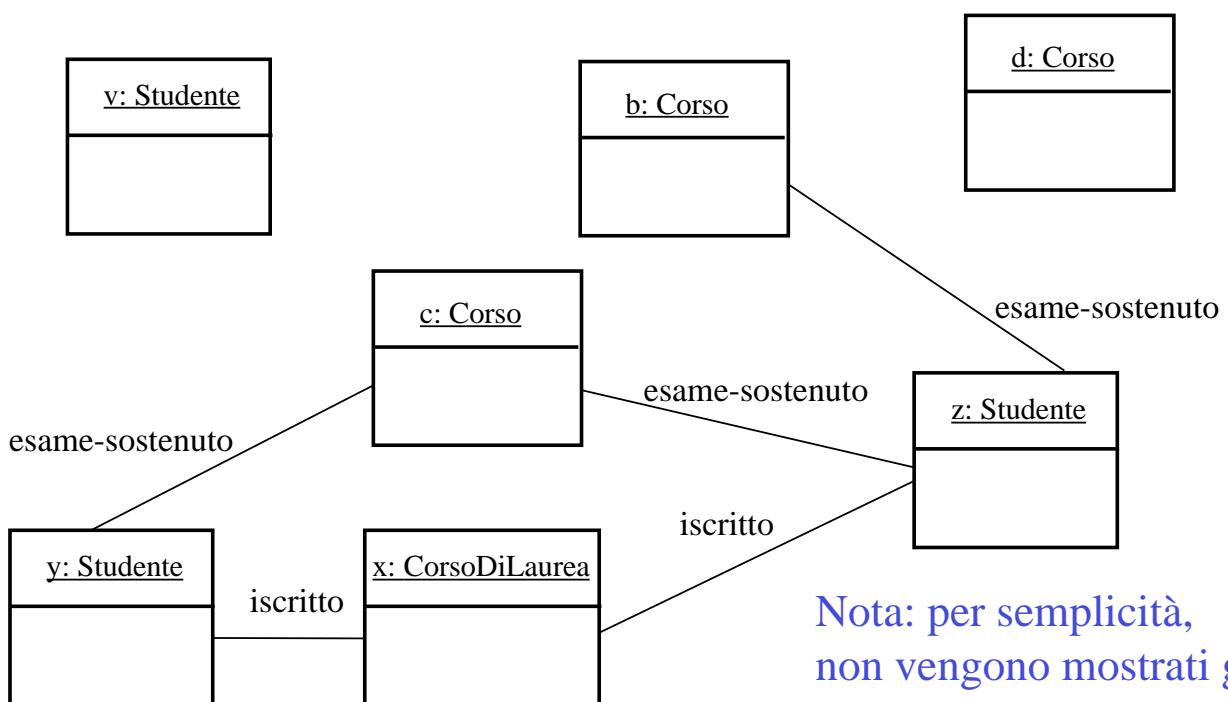 d: Corso
v: Studente
b: Corso
esame-sostenuto
c: Corso
esame-sostenuto
z: Studente
esame-sostenuto
iscritto
y: Studente
x: CorsoDiLaurea
iscritto
Nota: per semplicità,
non vengono mostrati